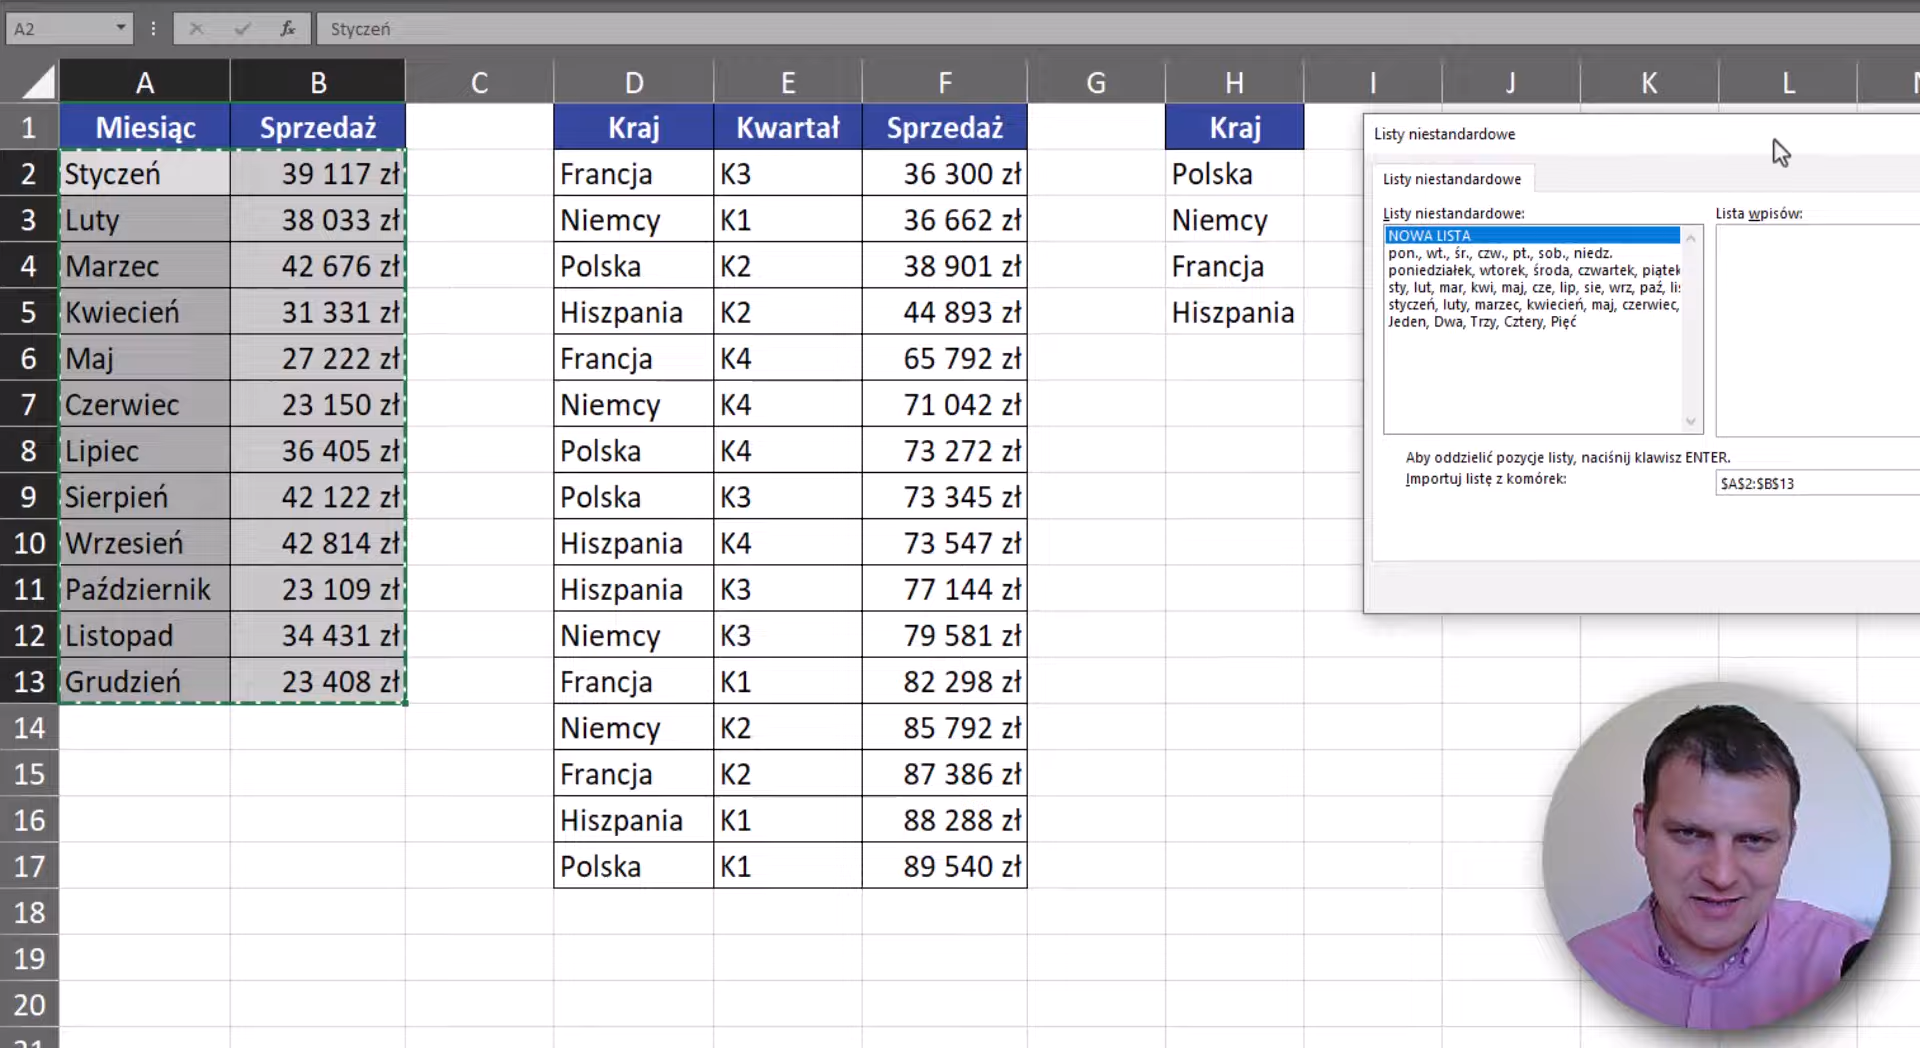 A2 Styczeń
A B C D E F G H I J K L
1 Miesiąc Sprzedaż Kraj Kwartał Sprzedaż Kraj
2 Styczeń 39 117 zł Francja K3 36 300 zł Polska
3 Luty 38 033 zł Niemcy K1 36 662 zł Niemcy
4 Marzec 42 676 zł Polska K2 38 901 zł Francja
5 Kwiecień 31 331 zł Hiszpania K2 44 893 zł Hiszpania
6 Maj 27 222 zł Francja K4 65 792 zł
7 Czerwiec 23 150 zł Niemcy K4 71 042 zł
8 Lipiec 36 405 zł Polska K4 73 272 zł
9 Sierpień 42 122 zł Polska K3 73 345 zł
10 Wrzesień 42 814 zł Hiszpania K4 73 547 zł
11 Październik 23 109 zł Hiszpania K3 77 144 zł
12 Listopad 34 431 zł Niemcy K3 79 581 zł
13 Grudzień 23 408 zł Francja K1 82 298 zł
14 Niemcy K2 85 792 zł
15 Francja K2 87 386 zł
16 Hiszpania K1 88 288 zł
17 Polska K1 89 540 zł
18
19
20
Listy niestandardowe
Listy niestandardowe
Listy niestandardowe: Lista wpisów:
NOWA LISTA
pon., wt., śr., czw., pt., sob., niedz.
poniedziałek, wtorek, środa, czwartek, piątek
sty, lut, mar, kwi, maj, cze, lip, sie, wrz, paź, lis
styczeń, luty, marzec, kwiecień, maj, czerwiec,
Jeden, Dwa, Trzy, Cztery, Pięć
Aby oddzielić pozycje listy, naciśnij klawisz ENTER.
Importuj listę z komórek: $A$2:$B$13